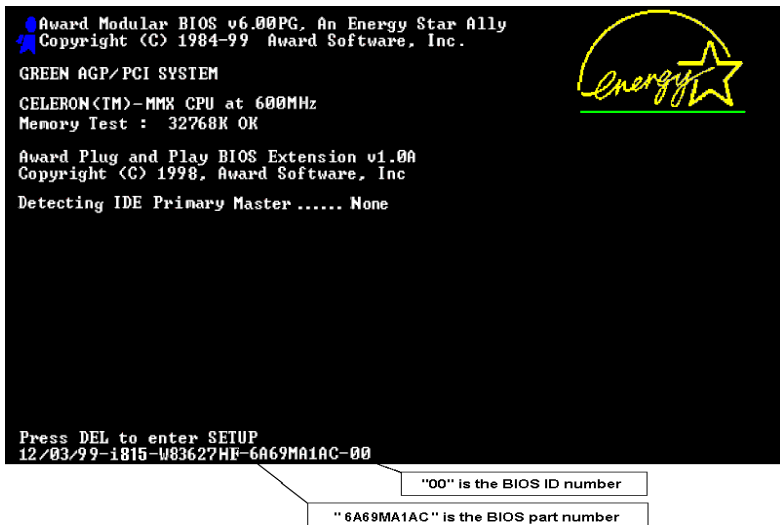 Award Modular BIOS v6.00PG, An Energy Star Ally
Copyright (C) 1984-99 Award Software, Inc.
energy
GREEN AGP/PCI SYSTEM
CELERON(TM)-MMX CPU at 600MHz
Memory Test : 32768K OK
Award Plug and Play BIOS Extension v1.0A
Copyright (C) 1998, Award Software, Inc
Detecting IDE Primary Master ...... None
Press DEL to enter SETUP
12/03/99-i815-W83627HF-6A69MA1AC-00
"00" is the BIOS ID number
"6A69MA1AC" is the BIOS part number